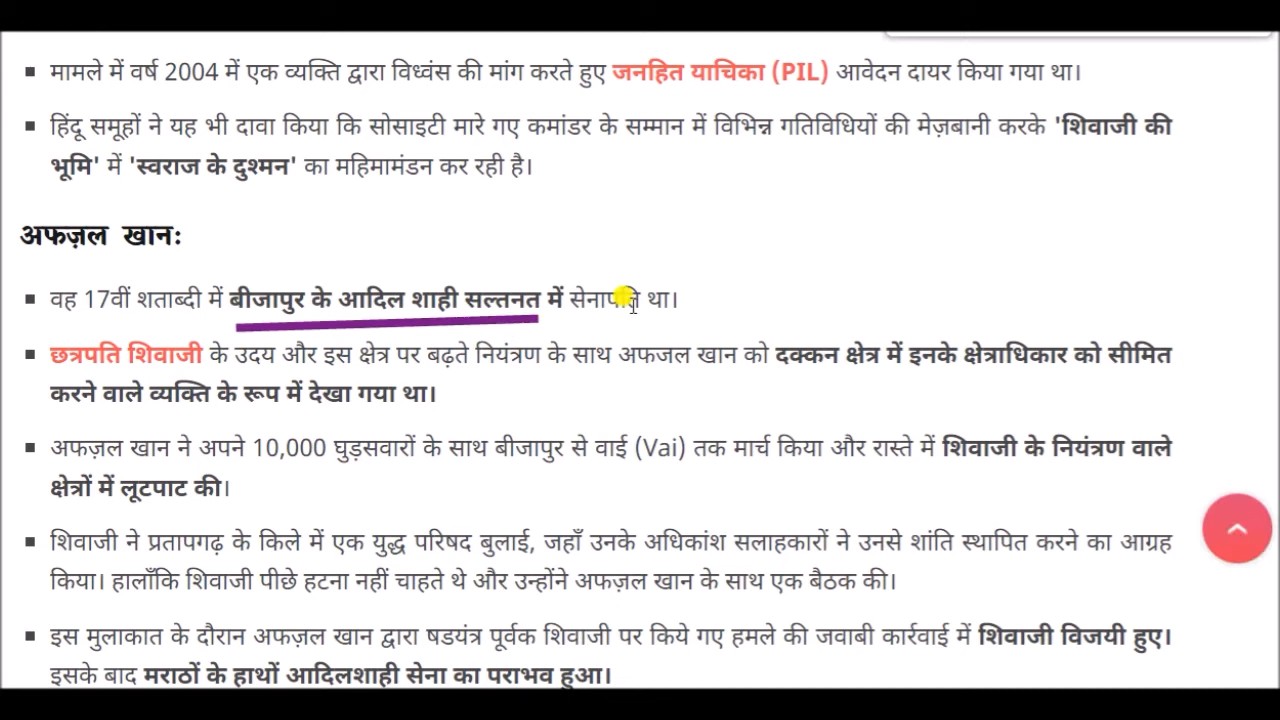 ▪ मामले में वर्ष 2004 में एक व्यक्ति द्वारा विध्वंस की मांग करते हुए जनहित याचिका (PIL) आवेदन दायर किया गया था।
▪ हिंदू समूहों ने यह भी दावा किया कि सोसाइटी मारे गए कमांडर के सम्मान में विभिन्न गतिविधियों की मेज़बानी करके 'शिवाजी की
भूमि' में 'स्वराज के दुश्मन' का महिमामंडन कर रही है।
अफज़ल खान:
▪ वह 17वीं शताब्दी में बीजापुर के आदिल शाही सल्तनत में सेनापति था।
▪ छत्रपति शिवाजी के उदय और इस क्षेत्र पर बढ़ते नियंत्रण के साथ अफजल खान को दक्कन क्षेत्र में इनके क्षेत्राधिकार को सीमित
करने वाले व्यक्ति के रूप में देखा गया था।
▪ अफज़ल खान ने अपने 10,000 घुड़सवारों के साथ बीजापुर से वाई (Vai) तक मार्च किया और रास्ते में शिवाजी के नियंत्रण वाले
क्षेत्रों में लूटपाट की।
▪ शिवाजी ने प्रतापगढ़ के किले में एक युद्ध परिषद बुलाई, जहाँ उनके अधिकांश सलाहकारों ने उनसे शांति स्थापित करने का आग्रह
किया। हालाँकि शिवाजी पीछे हटना नहीं चाहते थे और उन्होंने अफज़ल खान के साथ एक बैठक की।
▪ इस मुलाकात के दौरान अफज़ल खान द्वारा षडयंत्र पूर्वक शिवाजी पर किये गए हमले की जवाबी कार्रवाई में शिवाजी विजयी हुए।
इसके बाद मराठों के हाथों आदिलशाही सेना का पराभव हुआ।